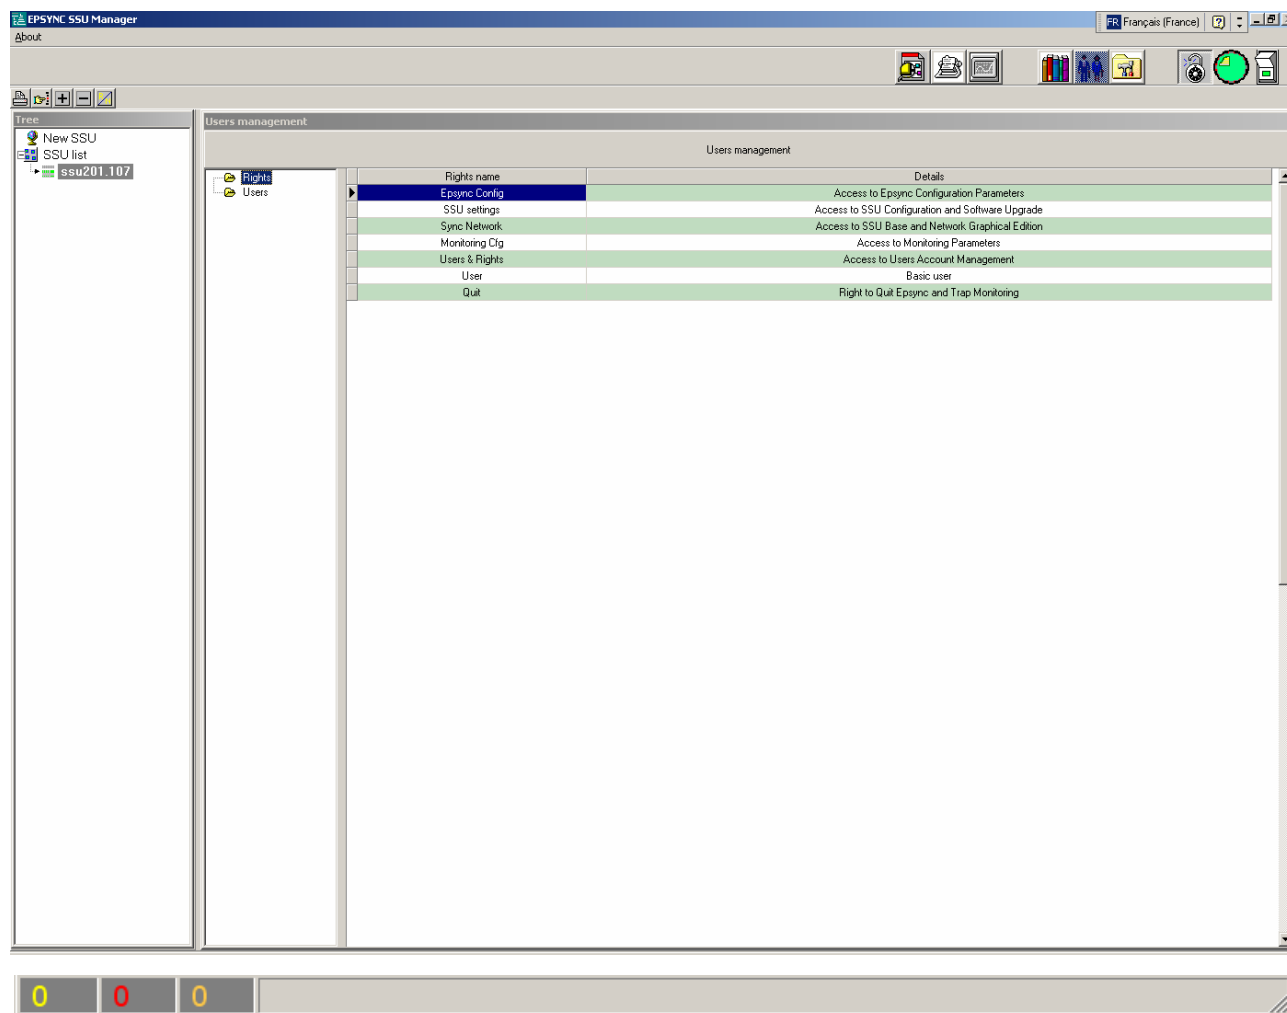 EPSYNC SSU Manager
FR Français (France)
About
Tree
Users management
New SSU
SSU list
ssu201.107
Users management
Rights
Users
Rights name Details
Epsync Config Access to Epsync Configuration Parameters
SSU settings Access to SSU Configuration and Software Upgrade
Sync Network Access to SSU Base and Network Graphical Edition
Monitoring Cfg Access to Monitoring Parameters
Users & Rights Access to Users Account Management
User Basic user
Quit Right to Quit Epsync and Trap Monitoring
0 0 0